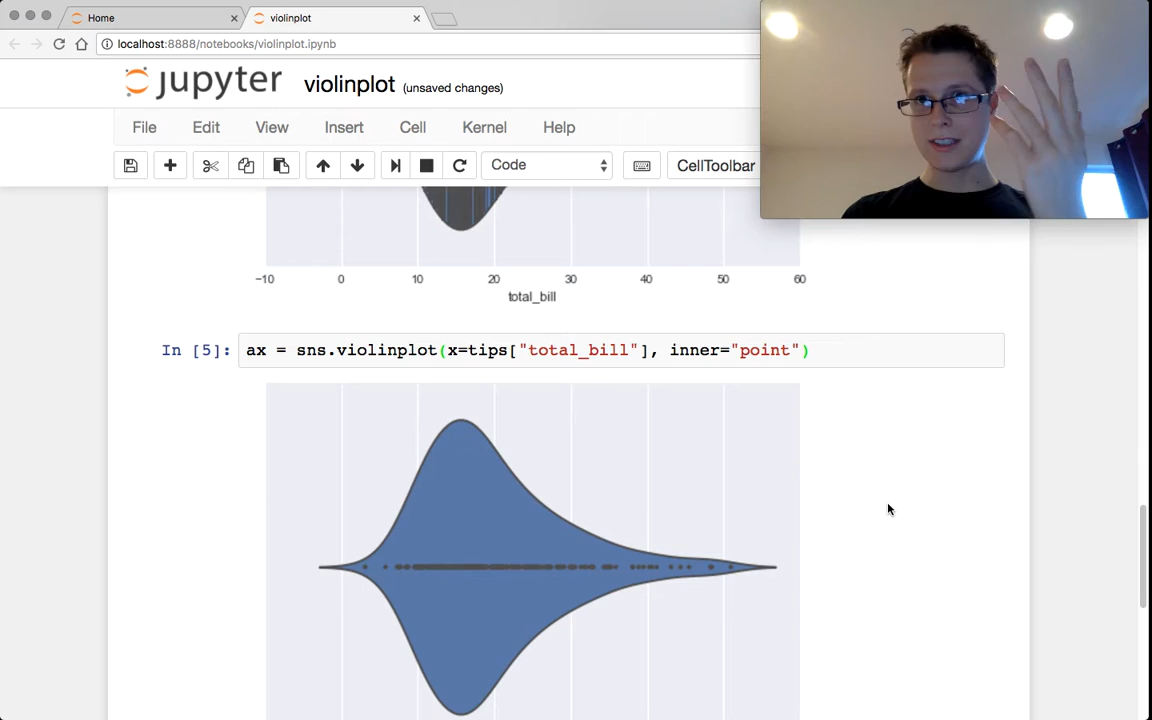 Home
violinplot
localhost:8888/notebooks/violinplot.ipynb
jupyter violinplot (unsaved changes)
File Edit View Insert Cell Kernel Help
Code CellToolbar
−10 0 10 20 30 40 50 60
total_bill
In [5]: ax = sns.violinplot(x=tips["total_bill"], inner="point")